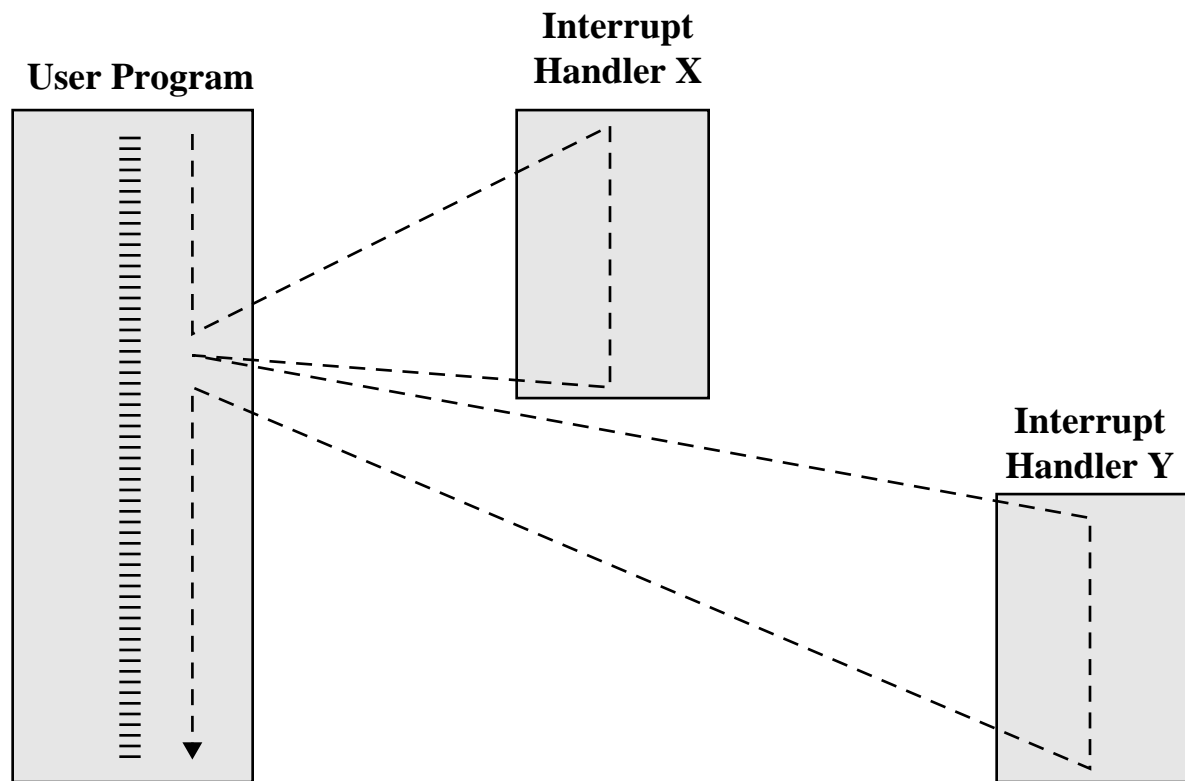 User Program
Interrupt
Handler X
Interrupt
Handler Y